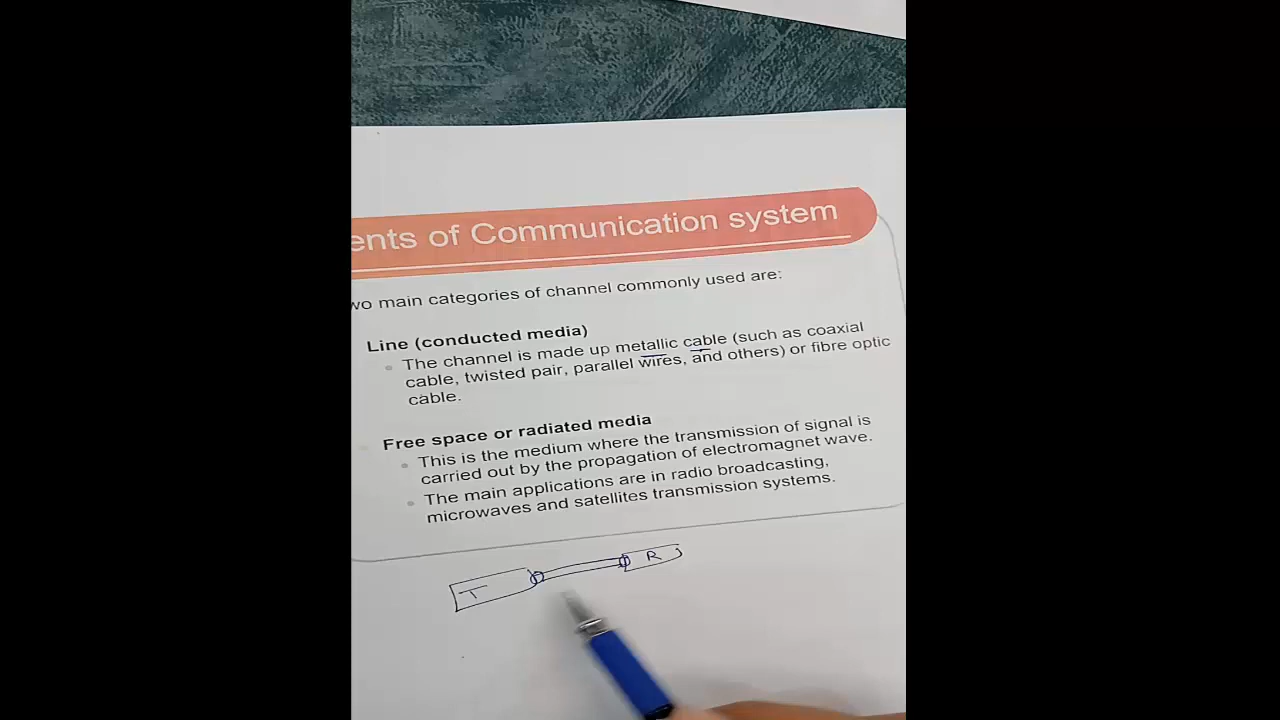 ents of Communication system
wo main categories of channel commonly used are:
Line (conducted media)
The channel is made up metallic cable (such as coaxial
cable, twisted pair, parallel wires, and others) or fibre optic
cable.
Free space or radiated media
This is the medium where the transmission of signal is
carried out by the propagation of electromagnet wave.
The main applications are in radio broadcasting,
microwaves and satellites transmission systems.
T R